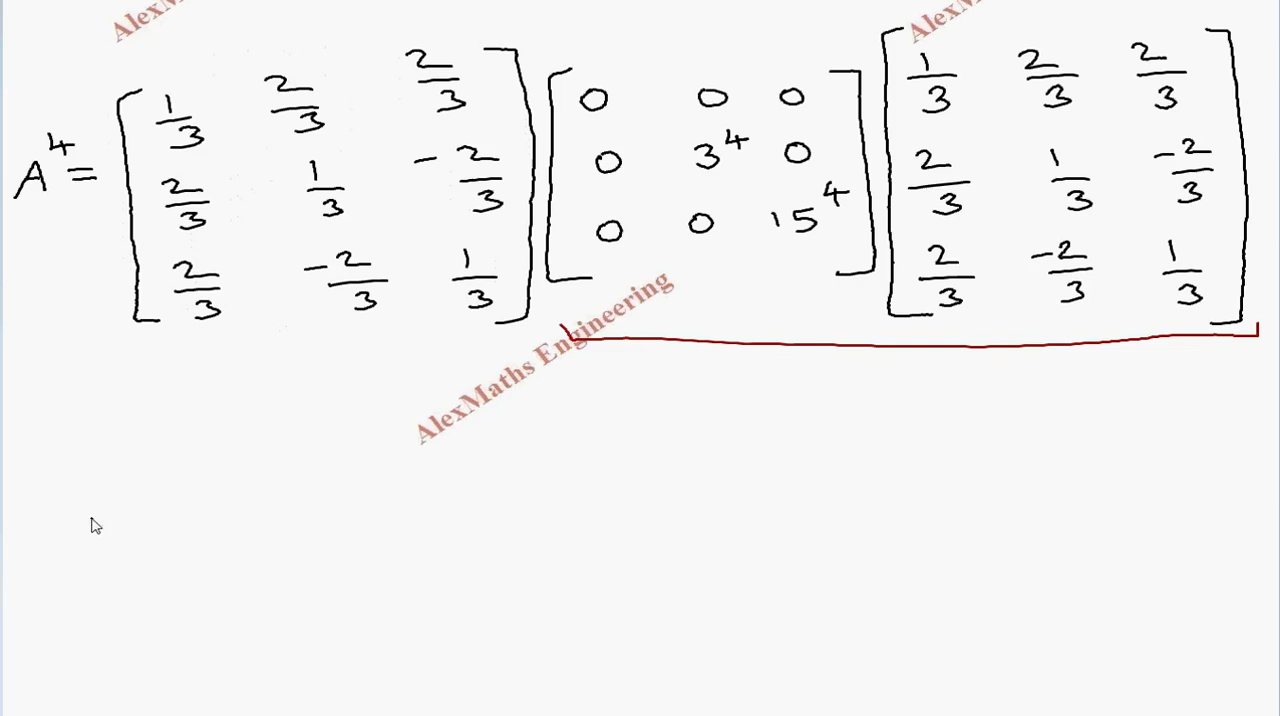 AlexM
AlexM
A⁴ = [1/3 2/3 2/3] [0 0 0] [1/3 2/3 2/3]
[2/3 1/3 -2/3] [0 3⁴ 0] [2/3 1/3 -2/3]
[2/3 -2/3 1/3] [0 0 15⁴] [2/3 -2/3 1/3]
AlexMaths Engineering